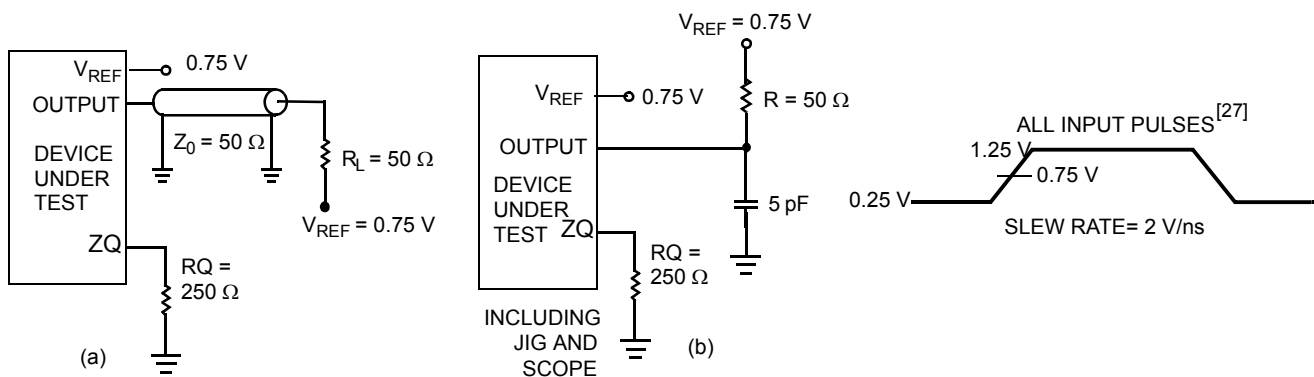 V_REF 0.75 V
OUTPUT
Z_0 = 50 Ω
DEVICE
UNDER
TEST
R_L = 50 Ω
V_REF = 0.75 V
ZQ
RQ =
250 Ω
(a)
V_REF = 0.75 V
V_REF 0.75 V
R = 50 Ω
OUTPUT
DEVICE
UNDER
TEST
5 pF
ZQ
RQ =
250 Ω
INCLUDING
JIG AND
SCOPE
(b)
ALL INPUT PULSES[27]
1.25 V
0.75 V
0.25 V
SLEW RATE= 2 V/ns